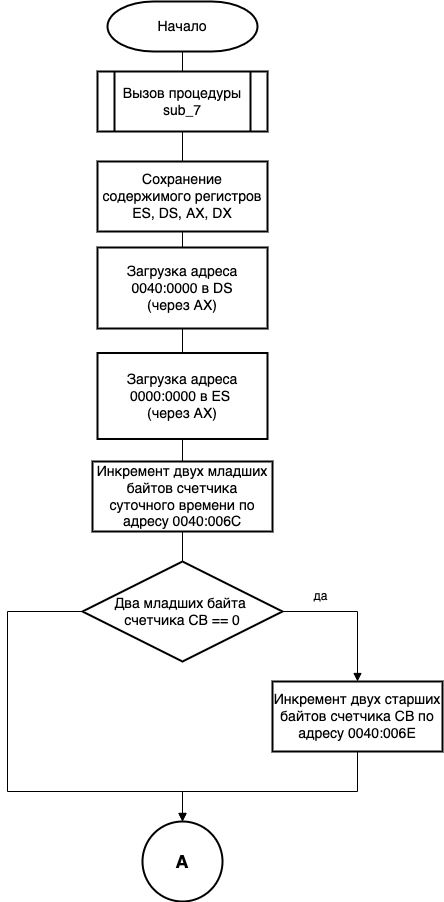 Начало
Вызов процедуры
sub_7
Сохранение
содержимого регистров
ES, DS, AX, DX
Загрузка адреса
0040:0000 в DS
(через AX)
Загрузка адреса
0000:0000 в ES
(через AX)
Инкремент двух младших
байтов счетчика
суточного времени по
адресу 0040:006C
Два младших байта
счетчика СВ == 0
да
Инкремент двух старших
байтов счетчика СВ по
адресу 0040:006E
А